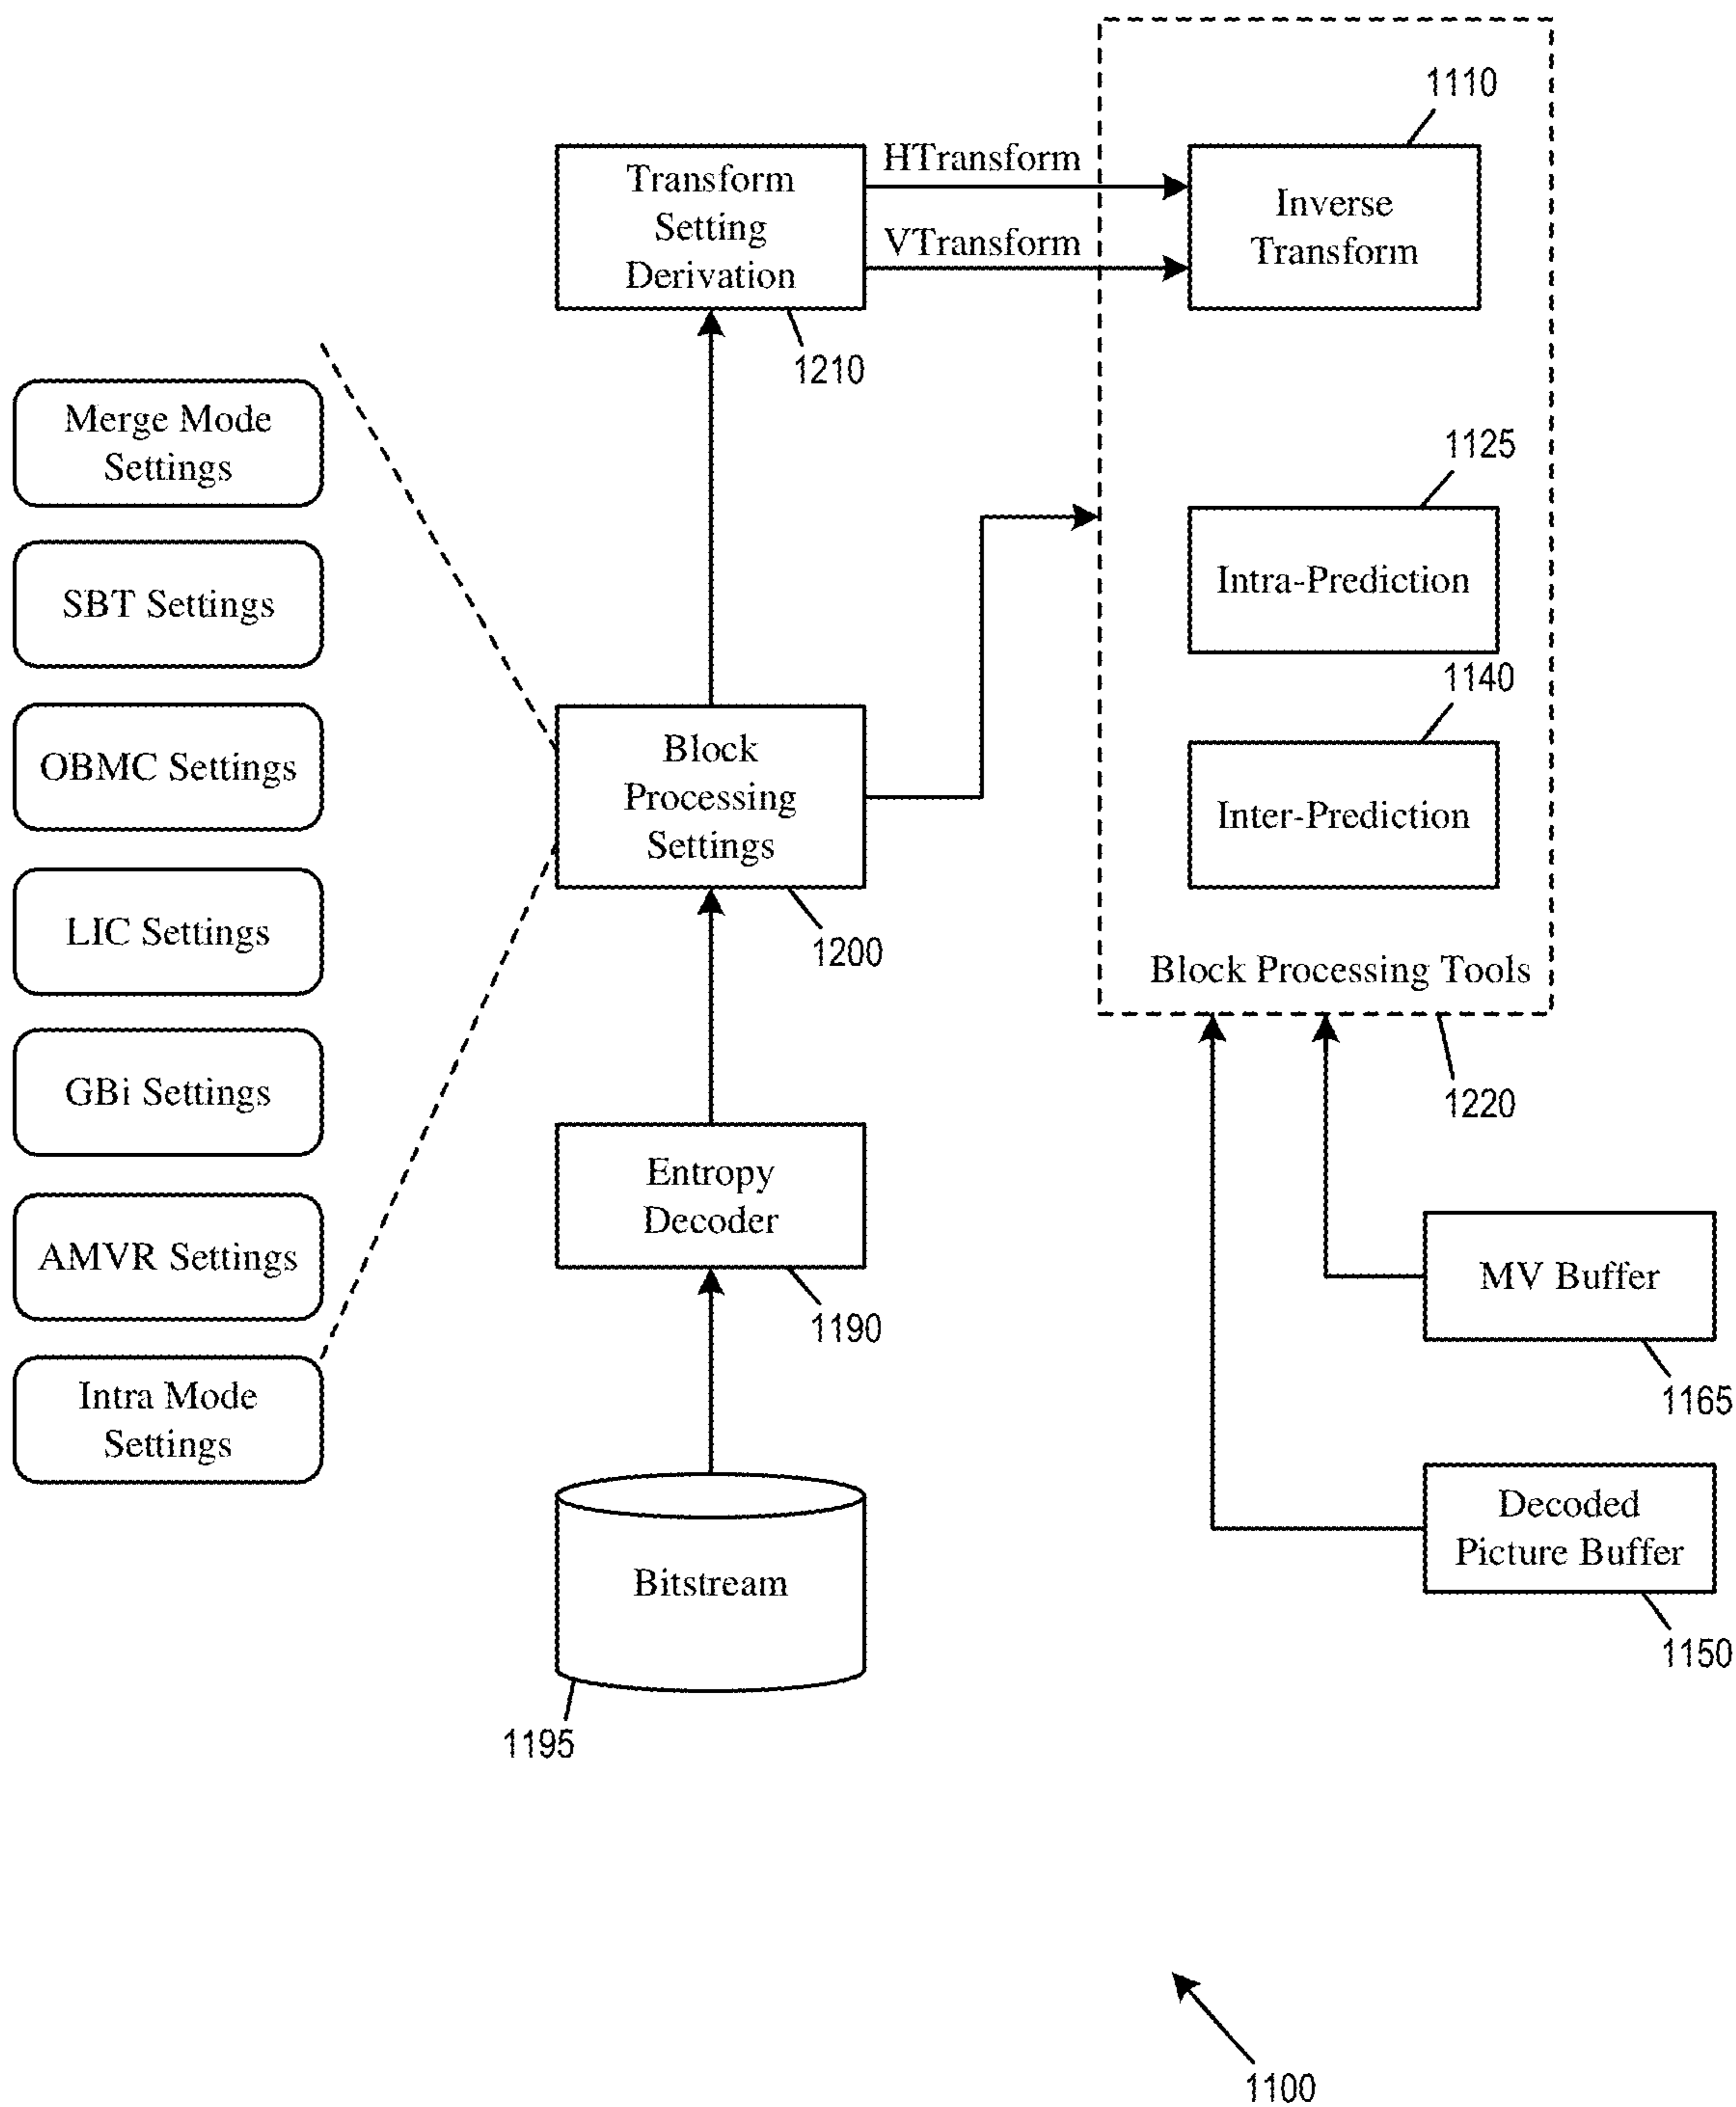 1110
HTransform
VTransform
Transform
Setting
Derivation
Inverse
Transform
1210
Merge Mode
Settings
1125
SBT Settings
Intra-Prediction
1140
OBMC Settings
Block
Processing
Settings
Inter-Prediction
LIC Settings
1200
Block Processing Tools
GBi Settings
1220
Entropy
Decoder
AMVR Settings
MV Buffer
1190
1165
Intra Mode
Settings
Decoded
Picture Buffer
Bitstream
1150
1195
1100